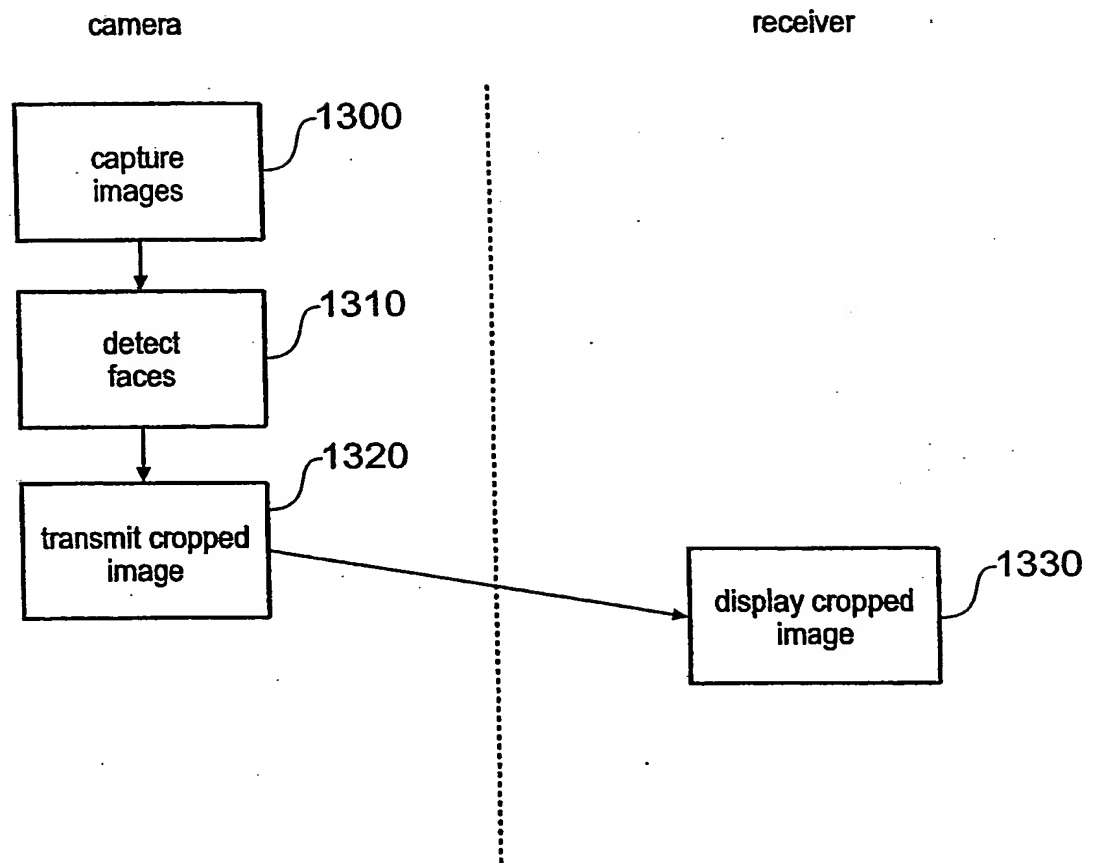 camera
receiver
1300
capture
images
1310
detect
faces
1320
transmit cropped
image
1330
display cropped
image